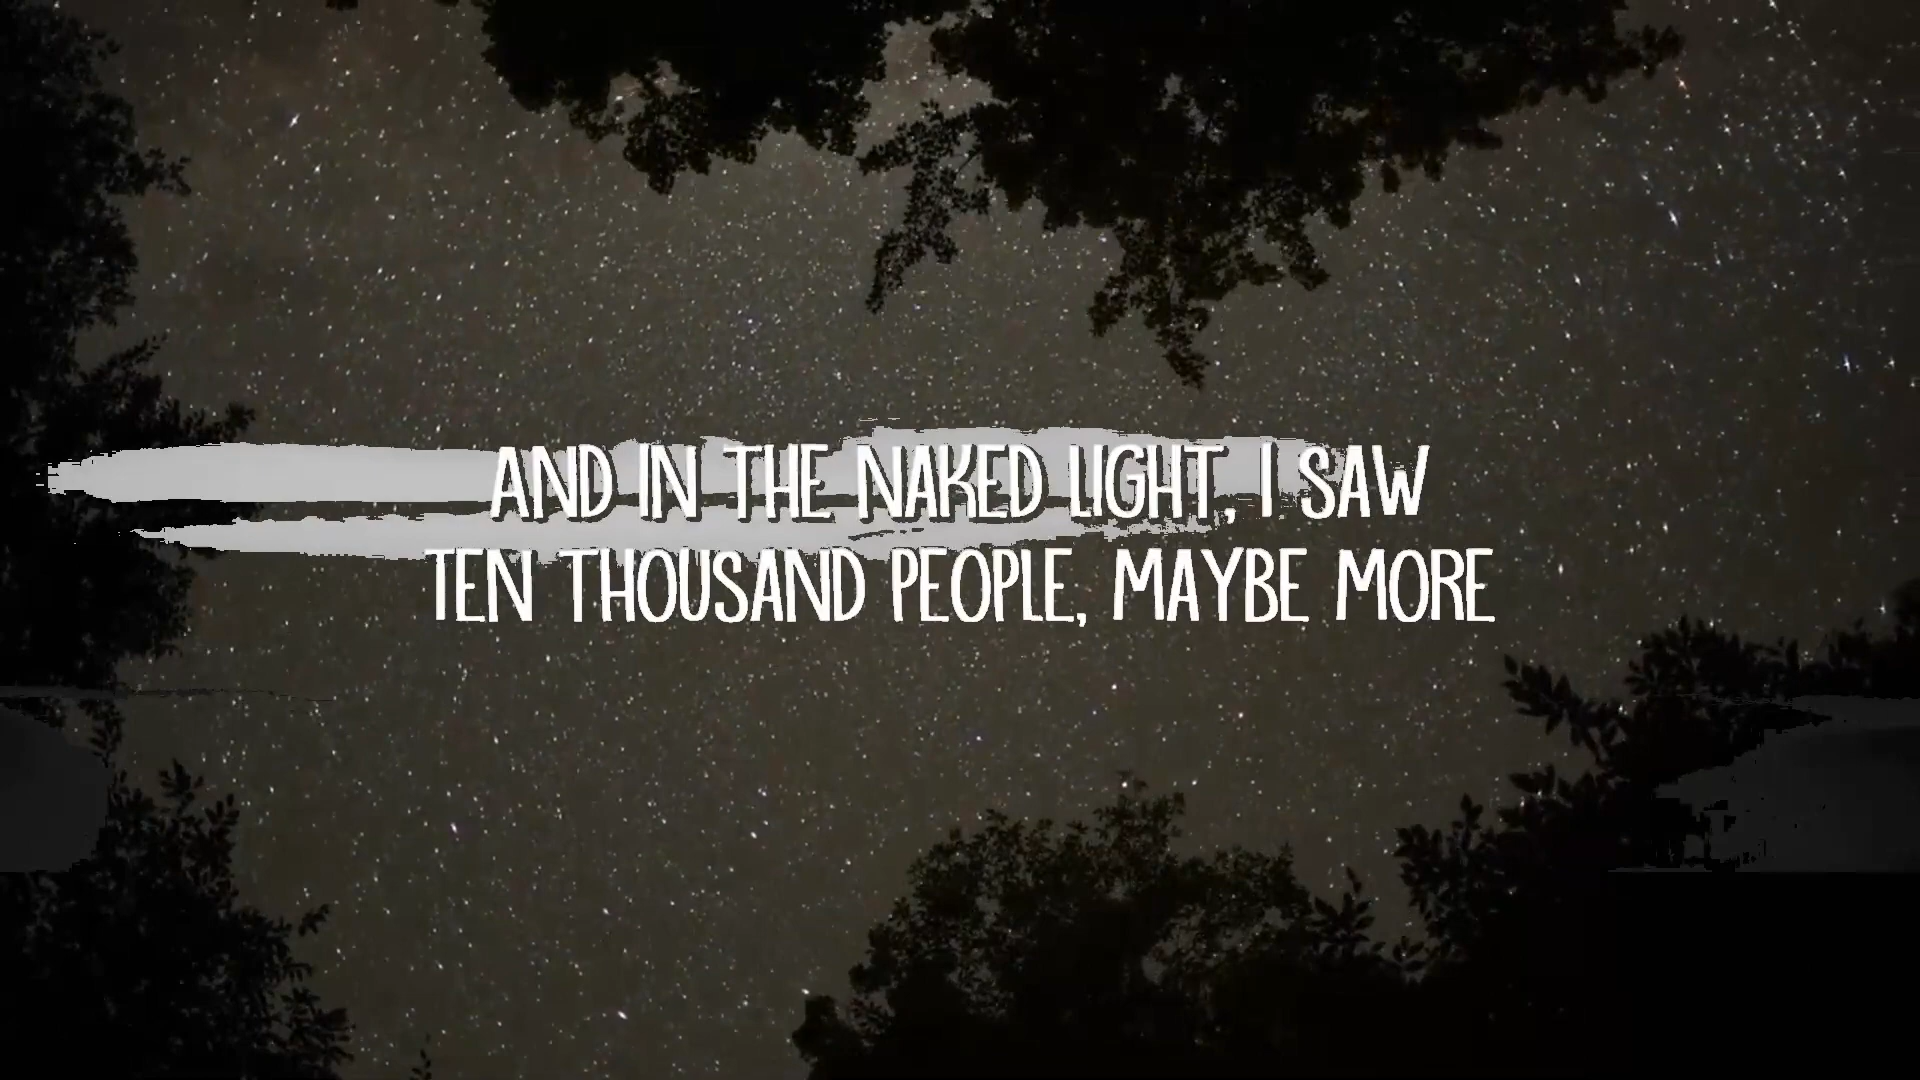 AND IN THE NAKED LIGHT, I SAW
TEN THOUSAND PEOPLE, MAYBE MORE